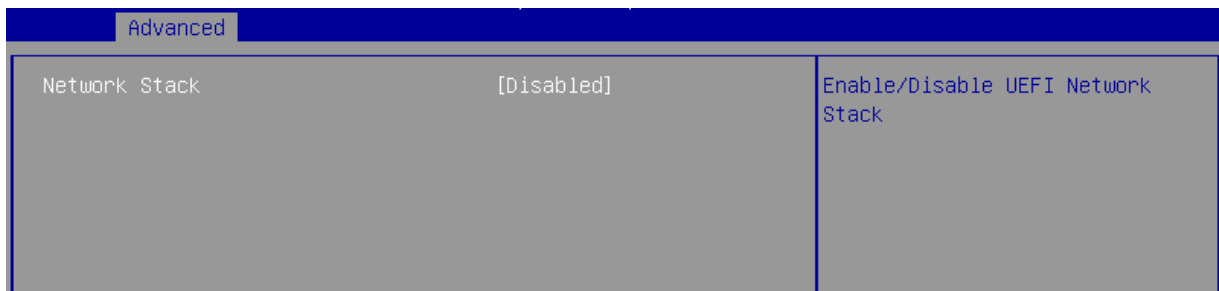 Advanced
Network Stack [Disabled]
Enable/Disable UEFI Network
Stack